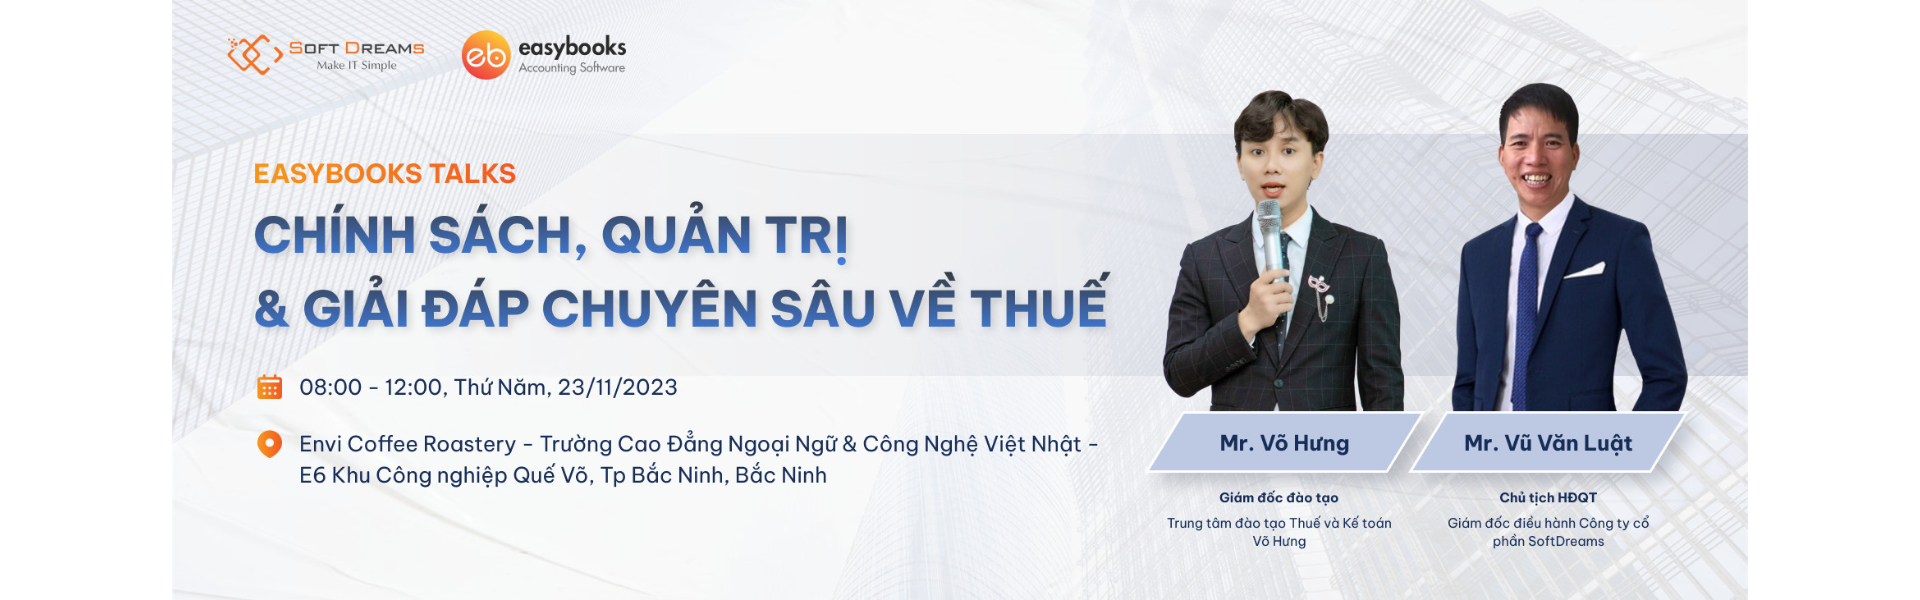 SOFT DREAMS
Make IT Simple
eb
easybooks
Accounting Software
EASYBOOKS TALKS
CHÍNH SÁCH, QUẢN TRỊ
& GIẢI ĐÁP CHUYÊN SÂU VỀ THUẾ
08:00 - 12:00, Thứ Năm, 23/11/2023
Envi Coffee Roastery - Trường Cao Đẳng Ngoại Ngữ & Công Nghệ Việt Nhật -
E6 Khu Công nghiệp Quế Võ, Tp Bắc Ninh, Bắc Ninh
Mr. Võ Hưng
Giám đốc đào tạo
Trung tâm đào tạo Thuế và Kế toán
Võ Hưng
Mr. Vũ Văn Luật
Chủ tịch HĐQT
Giám đốc điều hành Công ty cổ
phần SoftDreams